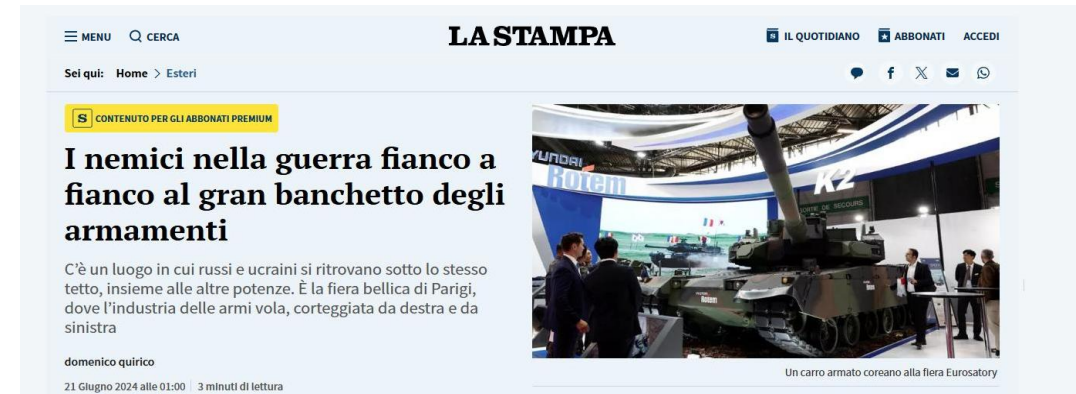 MENU CERCA LA STAMPA IL QUOTIDIANO ABBONATI ACCEDI
Sei qui: Home > Esteri
S CONTENUTO PER GLI ABBONATI PREMIUM
I nemici nella guerra fianco a
fianco al gran banchetto degli
armamenti
C'è un luogo in cui russi e ucraini si ritrovano sotto lo stesso
tetto, insieme alle altre potenze. È la fiera bellica di Parigi,
dove l'industria delle armi vola, corteggiata da destra e da
sinistra
domenico quirico
21 Giugno 2024 alle 01:00 3 minuti di lettura
YUNDAI
Rotem
K2
SORTIE DE SECOURS
Rotem
Un carro armato coreano alla fiera Eurosatory